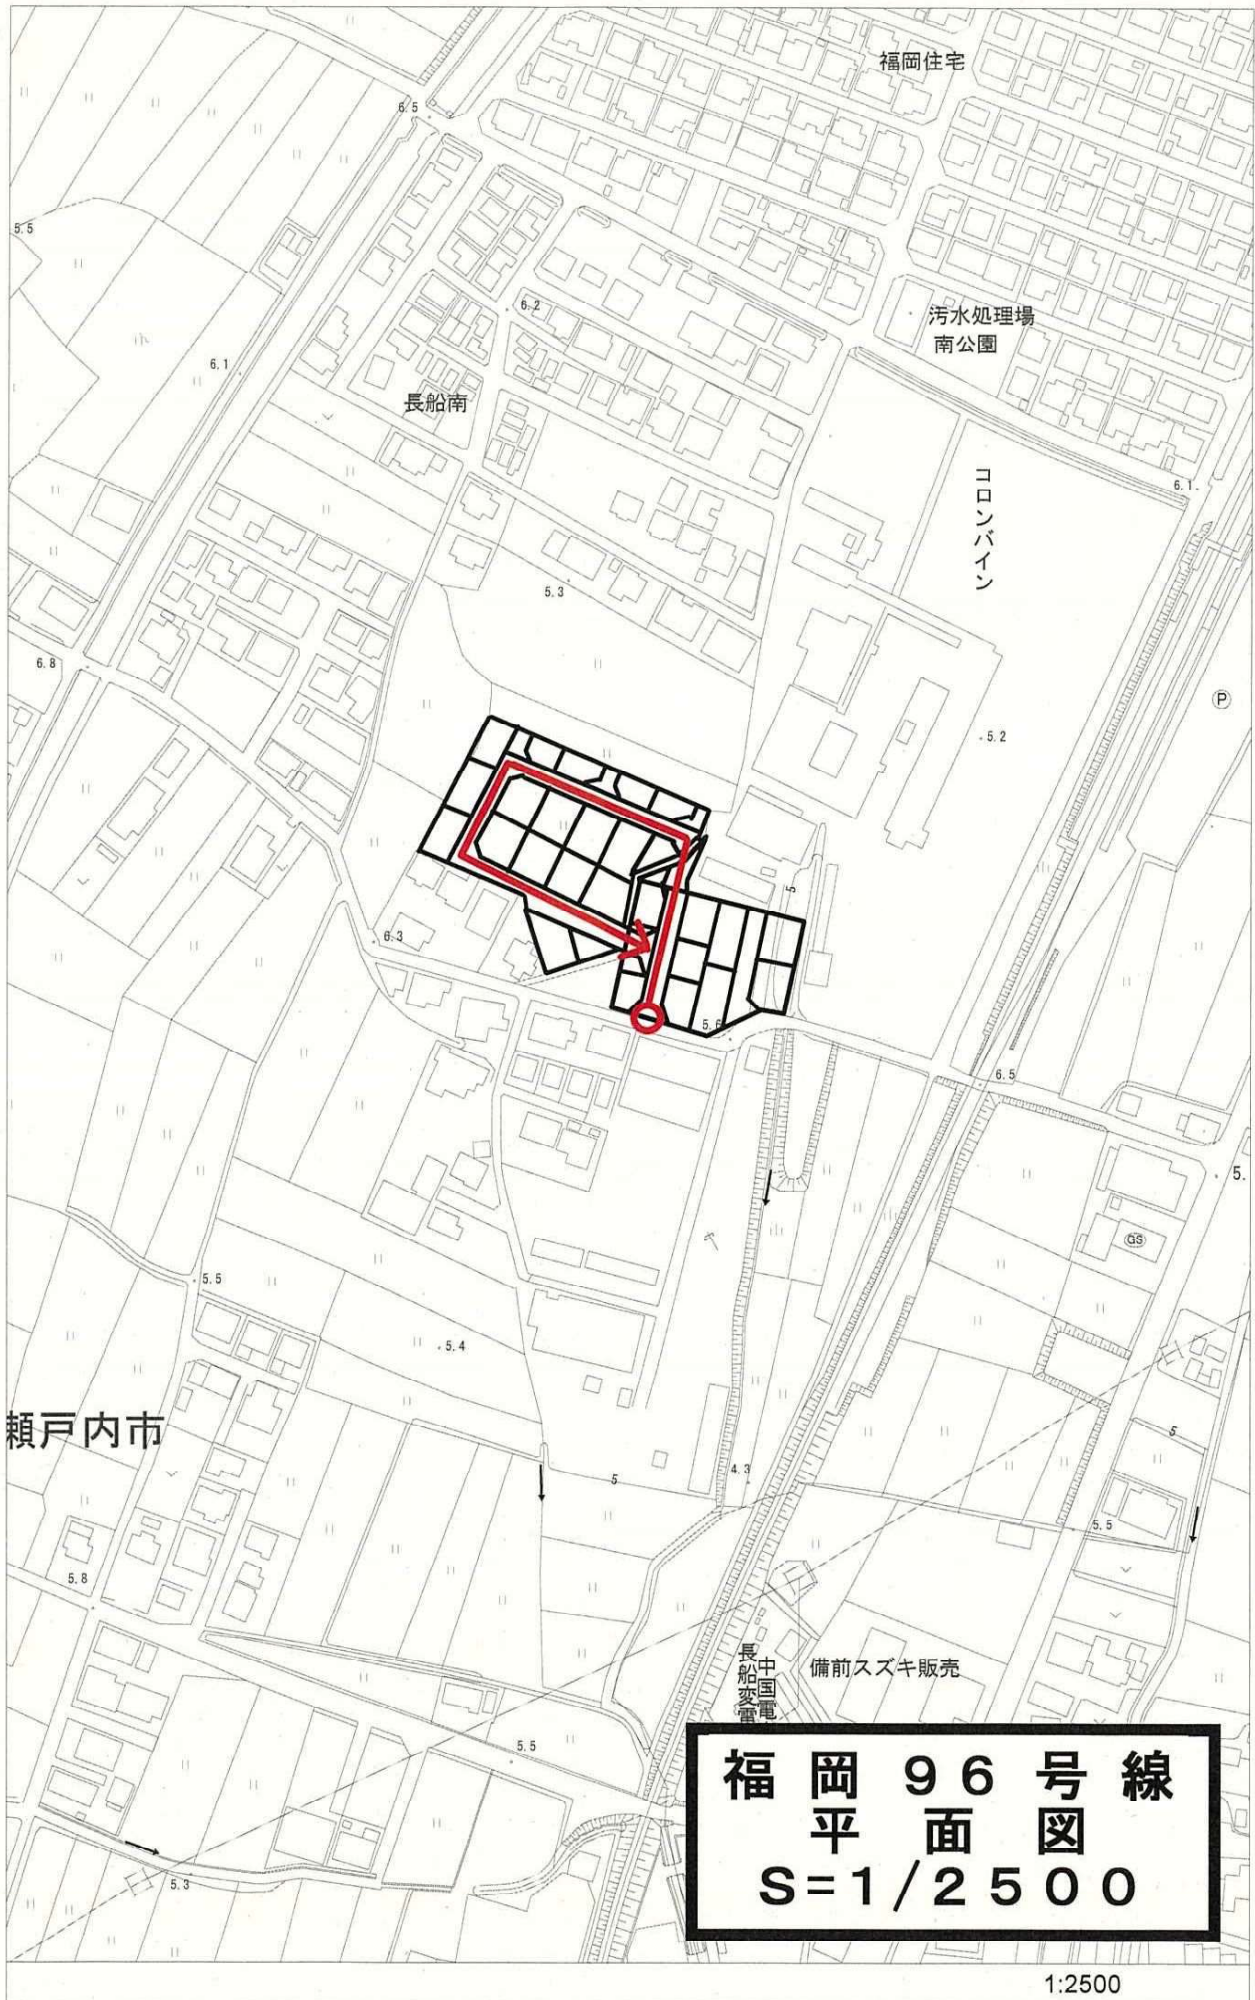 福岡住宅
6.5
5.5
汚水処理場
南公園
6.2
6.1
長船南
コロンバイン
6.1
5.3
6.8
P
5.2
5
6.3
5.6
6.5
5.
GS
5.5
5.4
瀬戸内市
5
5
4.3
5.5
5.8
長船変電
中国電
備前スズキ販売
5.5
5.3
福岡96号線
平面図
S=1/2500
1:2500